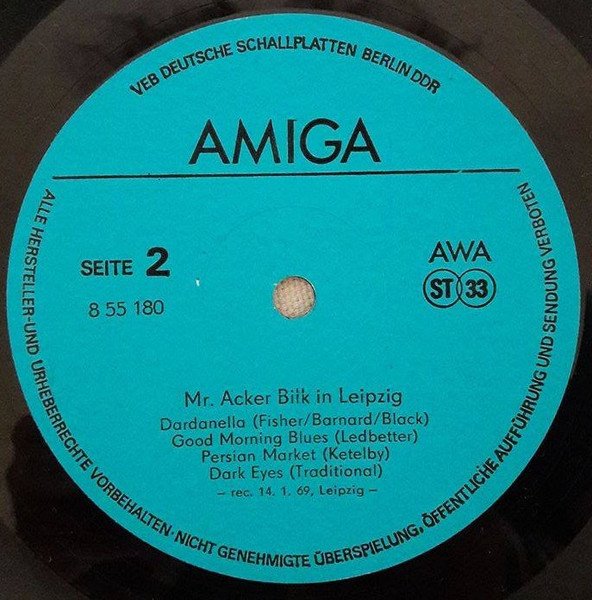 VEB DEUTSCHE SCHALLPLATTEN BERLIN DDR
AMIGA
SEITE 2
8 55 180
AWA
ST 33
Mr. Acker Bilk in Leipzig
Dardanella (Fisher/Barnard/Black)
Good Morning Blues (Ledbetter)
Persian Market (Ketelby)
Dark Eyes (Traditional)
– rec. 14. 1. 69, Leipzig –
ALLE HERSTELLER-UND URHEBERRECHTE VORBEHALTEN·NICHT GENEHMIGTE ÜBERSPIELUNG, ÖFFENTLICHE AUFFÜHRUNG UND SENDUNG VERBOTEN